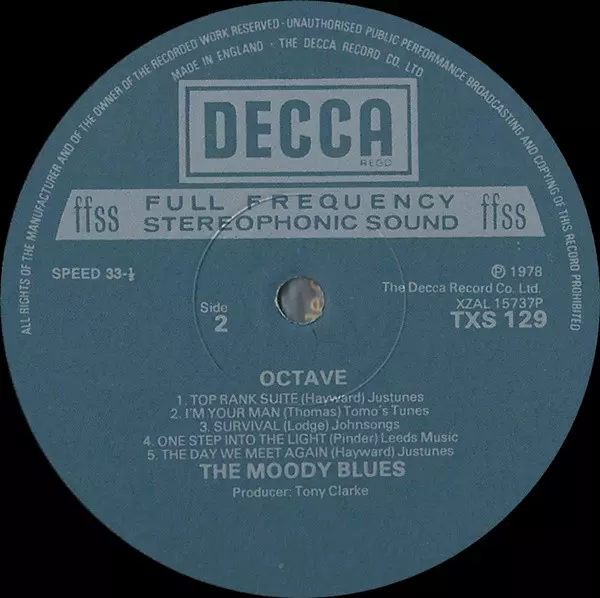 ALL RIGHTS OF THE MANUFACTURER AND OF THE OWNER OF THE RECORDED WORK RESERVED · UNAUTHORISED PUBLIC PERFORMANCE BROADCASTING AND COPYING OF THIS RECORD PROHIBITED
MADE IN ENGLAND · THE DECCA RECORD CO. LTD
DECCA
REGD
ffss FULL FREQUENCY ffss
STEREOPHONIC SOUND
SPEED 33-⅓
℗ 1978
The Decca Record Co. Ltd.
XZAL 15737P
TXS 129
Side
2
OCTAVE
1. TOP RANK SUITE (Hayward) Justunes
2. I'M YOUR MAN (Thomas) Tomo's Tunes
3. SURVIVAL (Lodge) Johnsongs
4. ONE STEP INTO THE LIGHT (Pinder) Leeds Music
5. THE DAY WE MEET AGAIN (Hayward) Justunes
THE MOODY BLUES
Producer: Tony Clarke